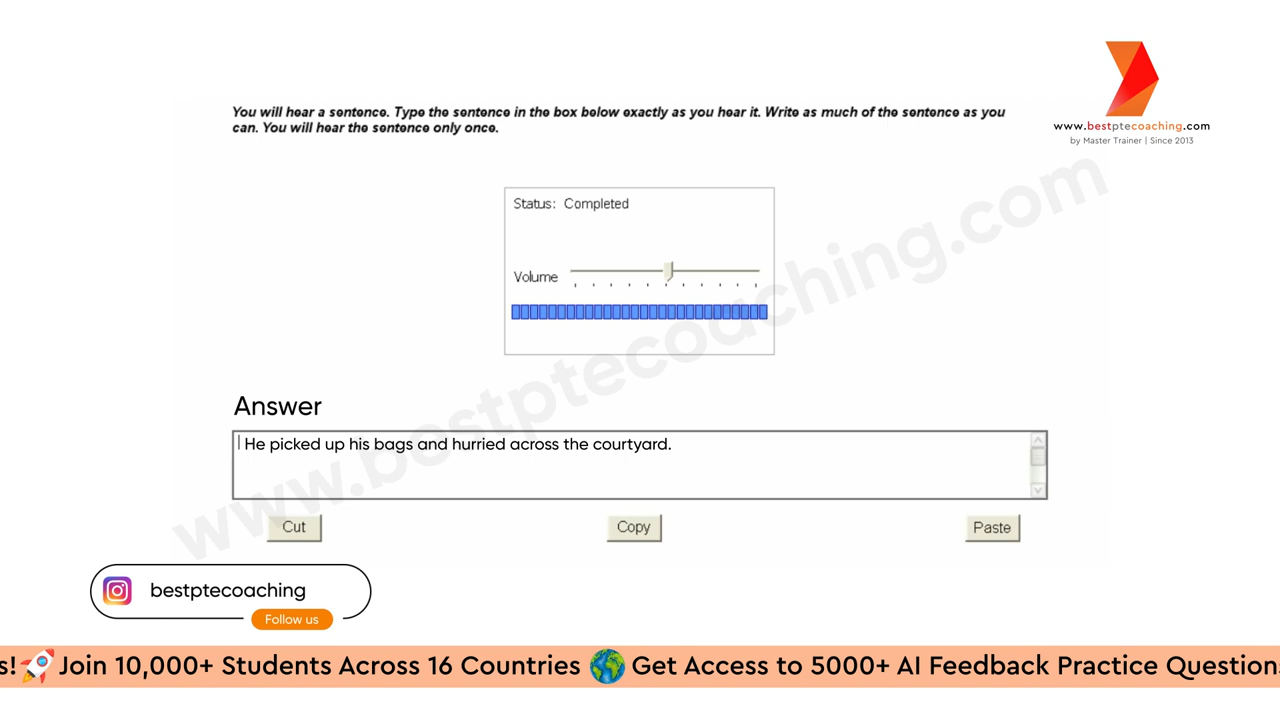 www.bestptecoaching.com
by Master Trainer | Since 2013
You will hear a sentence. Type the sentence in the box below exactly as you hear it. Write as much of the sentence as you
can. You will hear the sentence only once.
Status: Completed
Volume
www.bestptecoaching.com
Answer
He picked up his bags and hurried across the courtyard.
Cut
Copy
Paste
bestptecoaching
Follow us
s!🚀Join 10,000+ Students Across 16 Countries 🌍 Get Access to 5000+ AI Feedback Practice Question